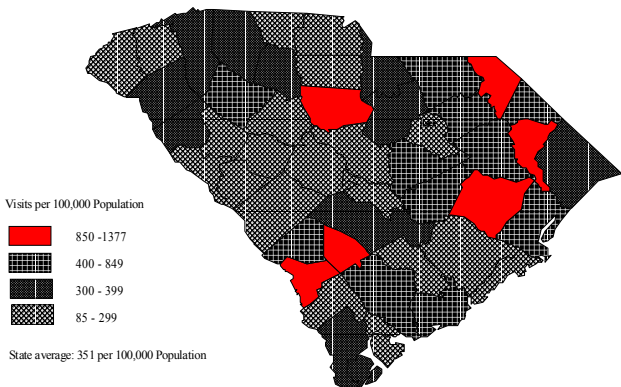 Visits per 100,000 Population
850 -1377
400 - 849
300 - 399
85 - 299
State average: 351 per 100,000 Population